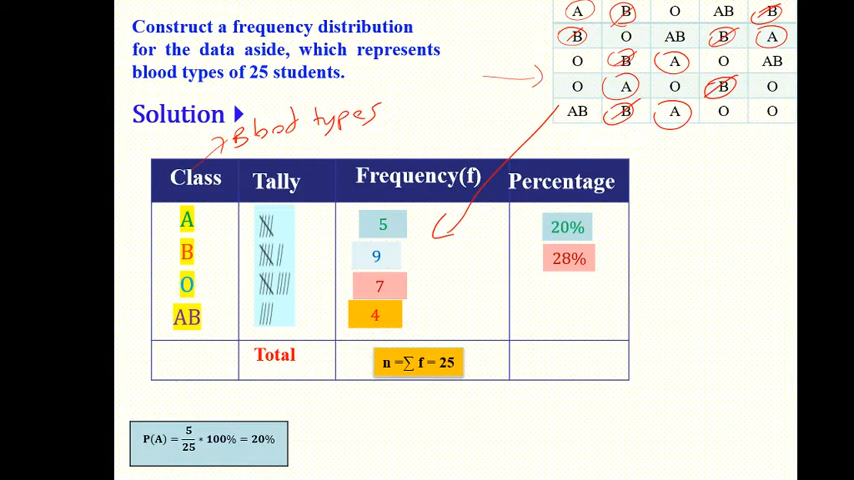 Construct a frequency distribution
for the data aside, which represents
blood types of 25 students.
A B O AB B
B O AB B A
O B A O AB
O A O B O
AB B A O O
Solution
Blood types
Class Tally Frequency(f) Percentage
A 5 20%
B 9 28%
O 7
AB 4
Total n =∑ f = 25
P(A) = 5/25 * 100% = 20%